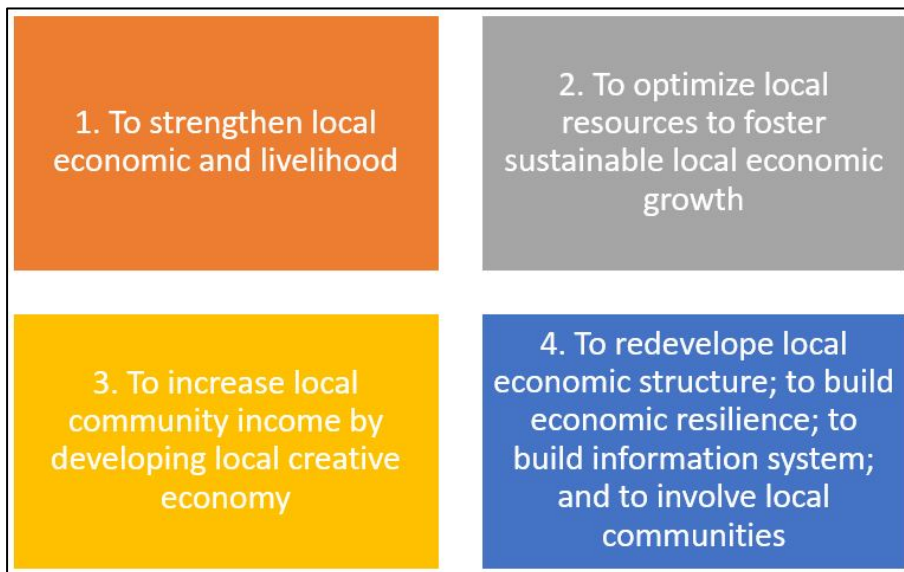 1. To strengthen local
economic and livelihood
2. To optimize local
resources to foster
sustainable local economic
growth
3. To increase local
community income by
developing local creative
economy
4. To redevelope local
economic structure; to build
economic resilience; to
build information system;
and to involve local
communities